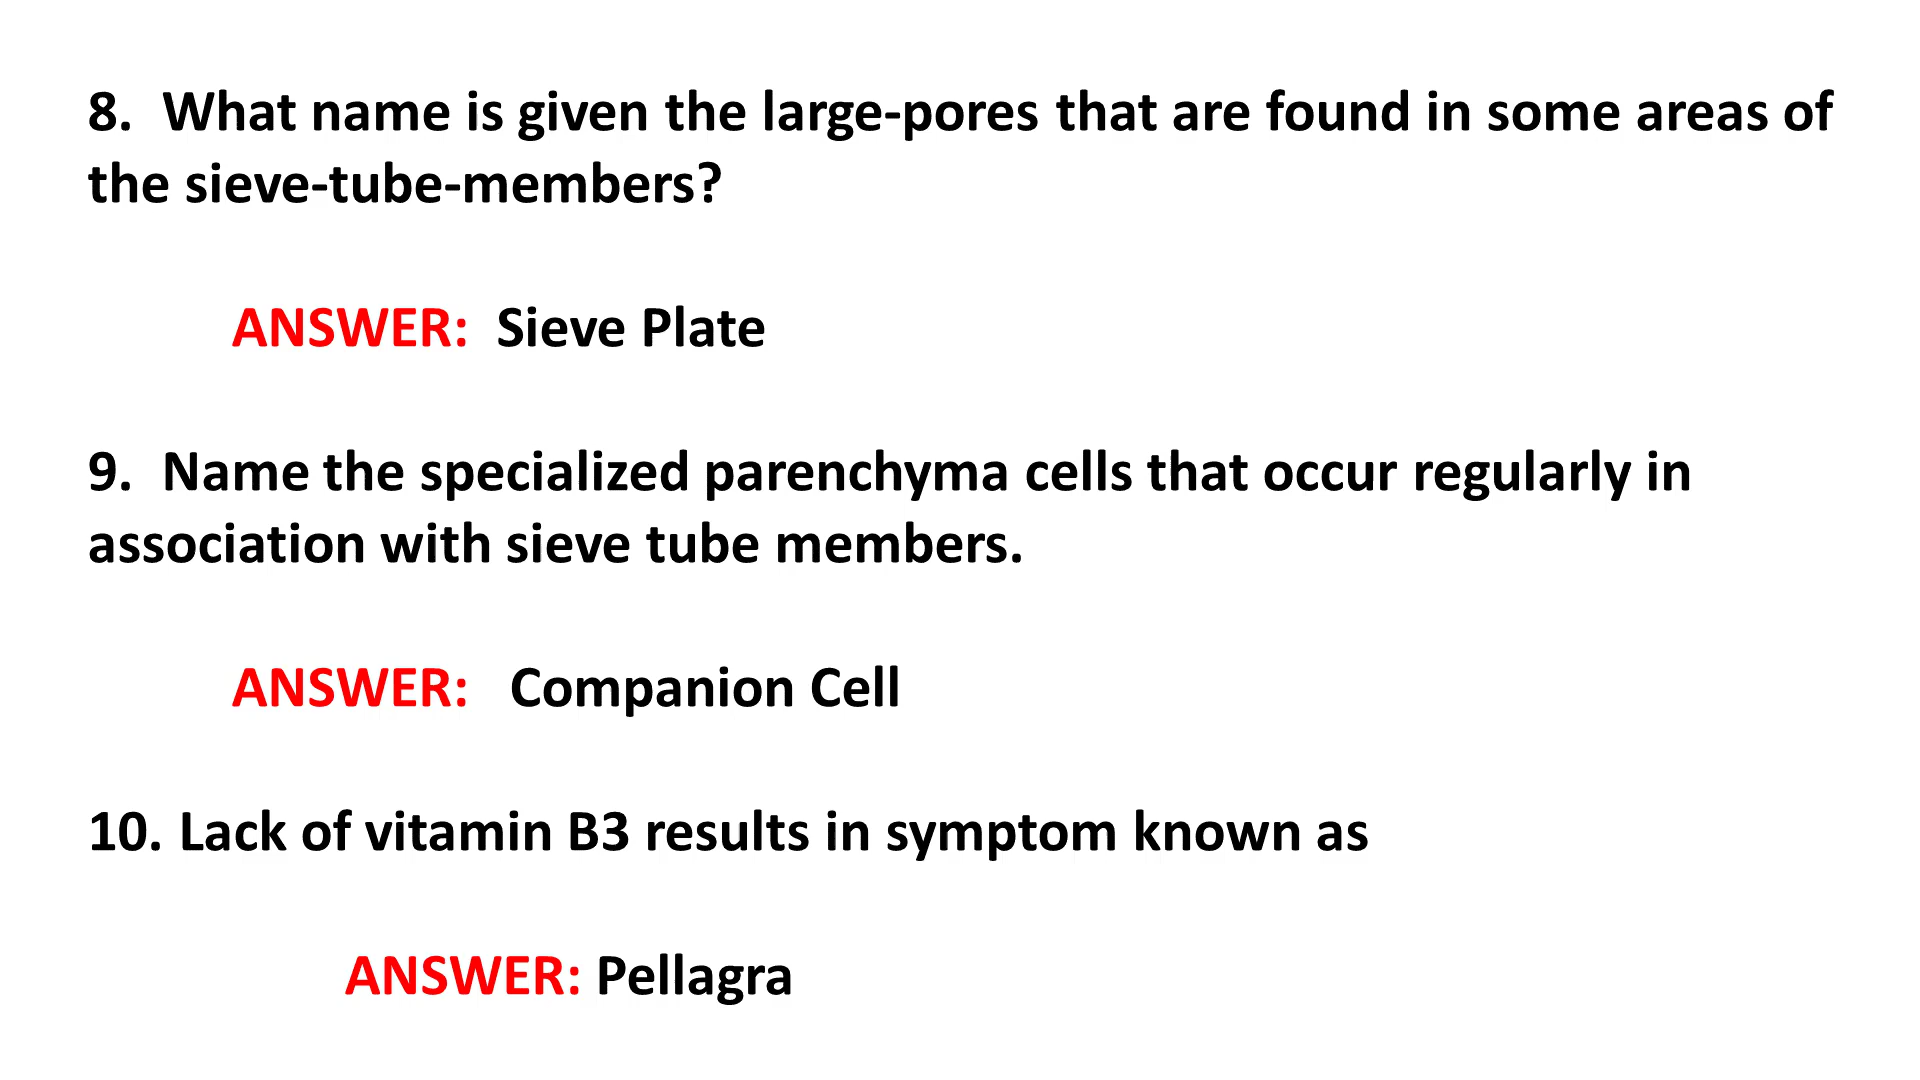 8.  What name is given the large-pores that are found in some areas of
the sieve-tube-members?
ANSWER:  Sieve Plate
9.  Name the specialized parenchyma cells that occur regularly in
association with sieve tube members.
ANSWER:   Companion Cell
10. Lack of vitamin B3 results in symptom known as
ANSWER: Pellagra